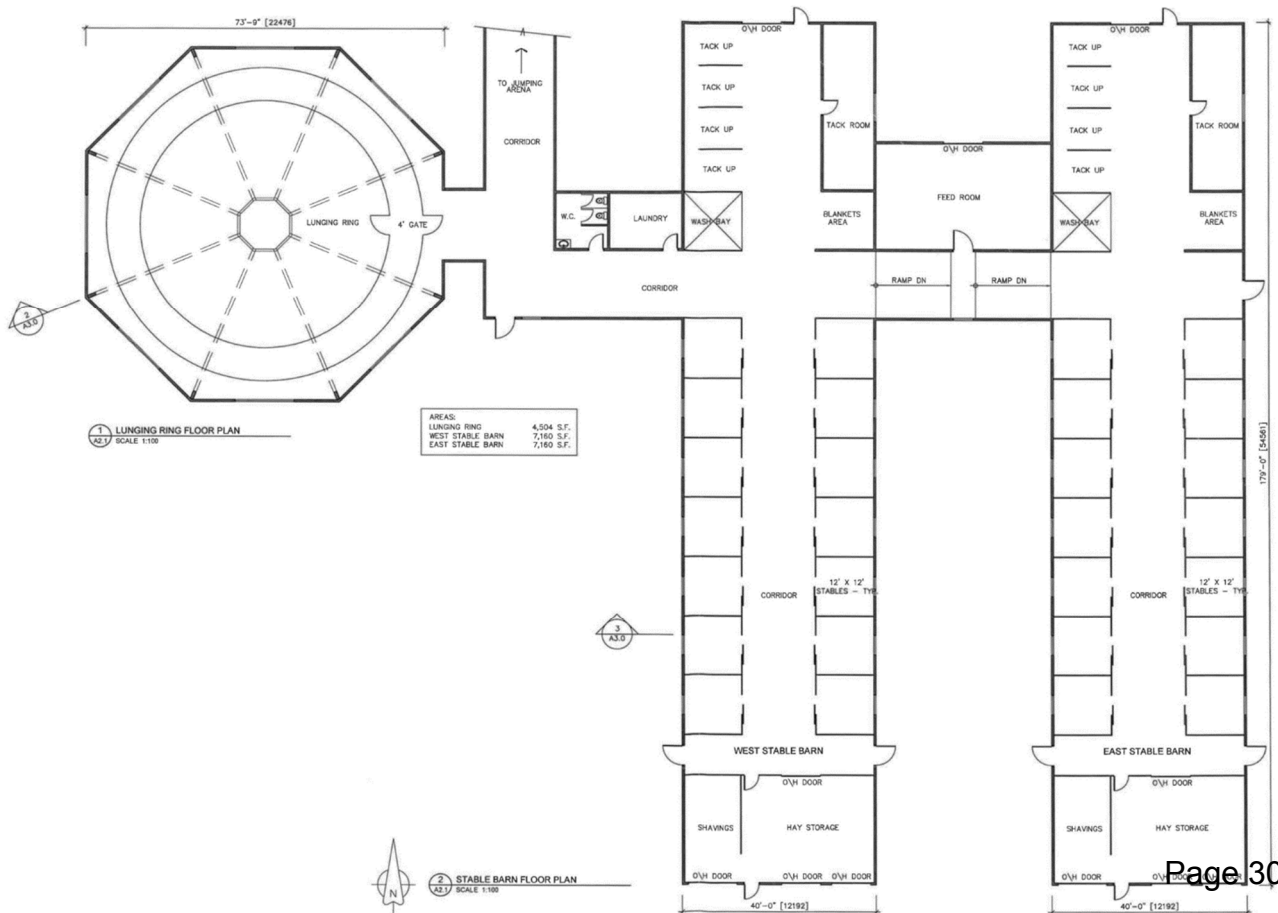 73'-9" [22476]
TO JUMPING
ARENA
CORRIDOR
LUNGING RING
4' GATE
2
A3.0
1
A2.1
LUNGING RING FLOOR PLAN
SCALE 1:100
AREAS:
LUNGING RING 4,504 S.F.
WEST STABLE BARN 7,160 S.F.
EAST STABLE BARN 7,160 S.F.
W.C.
LAUNDRY
WASH BAY
O\H DOOR
TACK UP
TACK UP
TACK UP
TACK UP
TACK ROOM
BLANKETS
AREA
O\H DOOR
FEED ROOM
RAMP DN
RAMP DN
CORRIDOR
O\H DOOR
TACK UP
TACK UP
TACK UP
TACK UP
TACK ROOM
WASH BAY
BLANKETS
AREA
179'-0" [54561]
3
A3.0
CORRIDOR
12' X 12'
STABLES - TYP.
CORRIDOR
12' X 12'
STABLES - TYP.
WEST STABLE BARN
O\H DOOR
SHAVINGS
HAY STORAGE
O\H DOOR
O\H DOOR
O\H DOOR
40'-0" [12192]
EAST STABLE BARN
O\H DOOR
SHAVINGS
HAY STORAGE
O\H DOOR
Page 30
40'-0" [12192]
N
2
A2.1
STABLE BARN FLOOR PLAN
SCALE 1:100